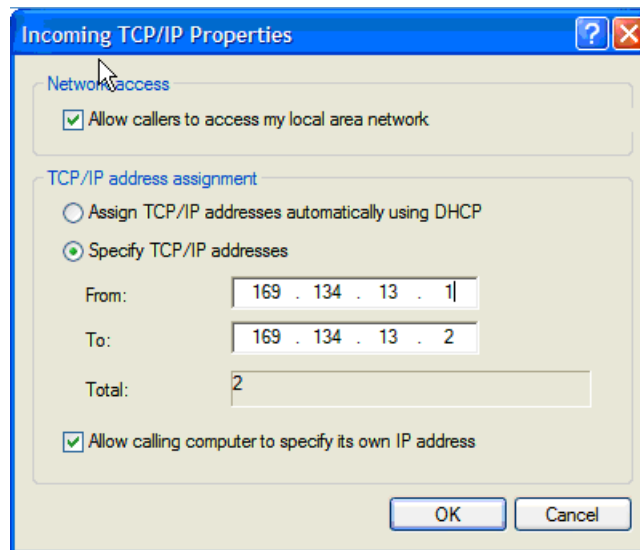 Incoming TCP/IP Properties
Network access
Allow callers to access my local area network
TCP/IP address assignment
Assign TCP/IP addresses automatically using DHCP
Specify TCP/IP addresses
From: 169 . 134 . 13 . 1
To: 169 . 134 . 13 . 2
Total: 2
Allow calling computer to specify its own IP address
OK Cancel